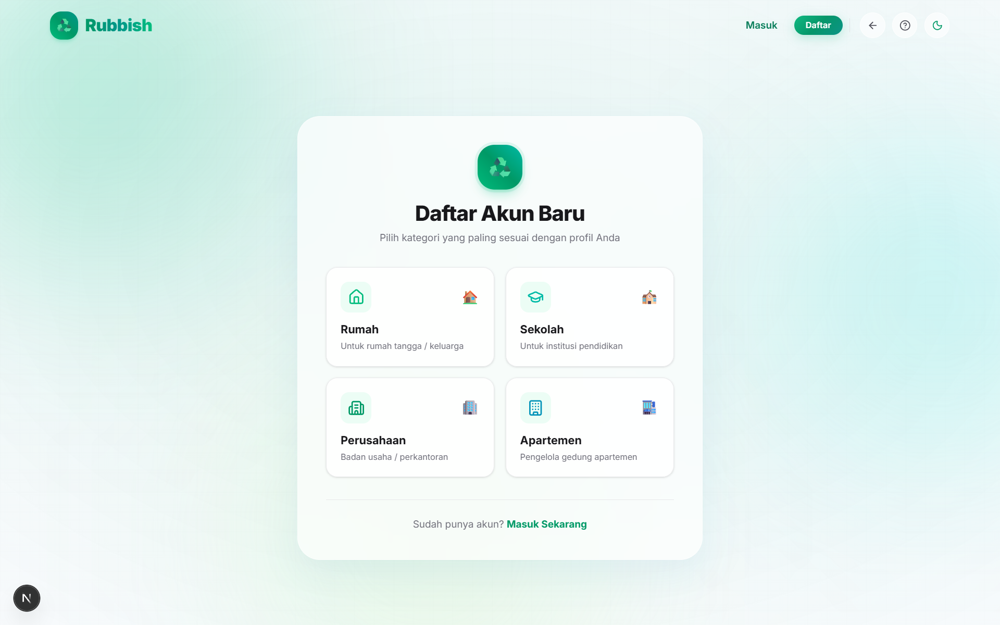 Rubbish
Masuk
Daftar
Daftar Akun Baru
Pilih kategori yang paling sesuai dengan profil Anda
Rumah
Untuk rumah tangga / keluarga
Sekolah
Untuk institusi pendidikan
Perusahaan
Badan usaha / perkantoran
Apartemen
Pengelola gedung apartemen
Sudah punya akun? Masuk Sekarang
N